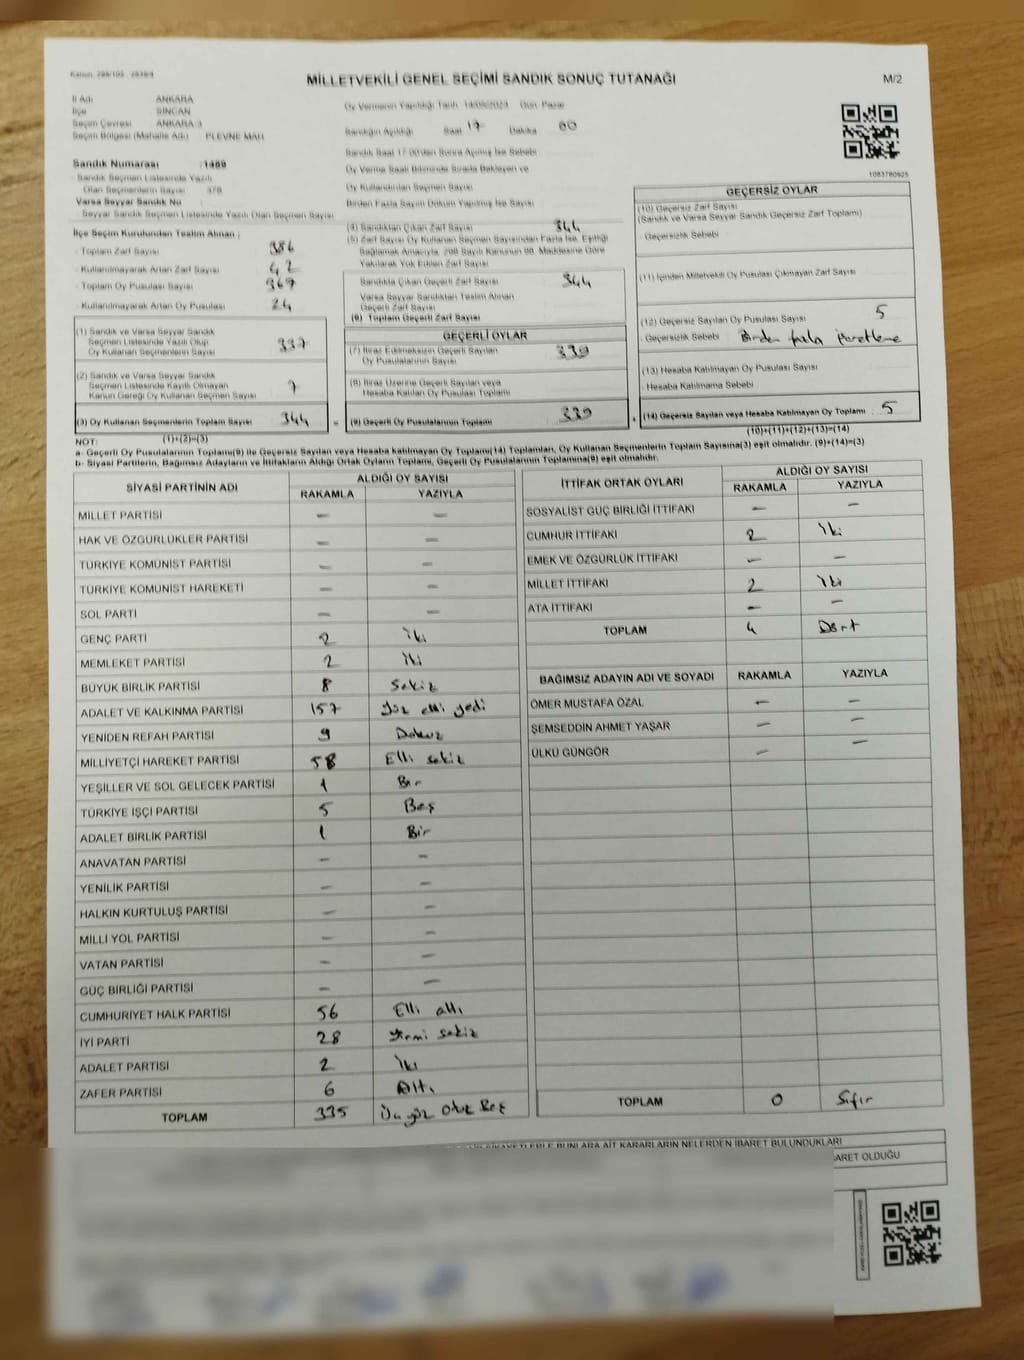 Kanun: 298/105 - 2839/4
MİLLETVEKİLİ GENEL SEÇİMİ SANDIK SONUÇ TUTANAĞI
M/2
İl Adı ANKARA
İlçe SİNCAN
Seçim Çevresi ANKARA-3
Seçim Bölgesi (Mahalle Adı) PLEVNE MAH.
Oy Vermenin Yapıldığı Tarih: 14/05/2023 Gün: Pazar
Sandığın Açıldığı Saat 17 Dakika 00
Sandık Saat 17.00'den Sonra Açılmış İse Sebebi
Oy Verme Saati Bitiminde Sırada Bekleyen ve
Oy Kullandırılan Seçmen Sayısı
Birden Fazla Sayım Döküm Yapılmış İse Sayısı
1083780925
Sandık Numarası :1489
- Sandık Seçmen Listesinde Yazılı
Olan Seçmenlerin Sayısı 378
Varsa Seyyar Sandık No
- Seyyar Sandık Seçmen Listesinde Yazılı Olan Seçmen Sayısı
İlçe Seçim Kurulundan Teslim Alınan ;
- Toplam Zarf Sayısı 386
- Kullanılmayarak Artan Zarf Sayısı 42
- Toplam Oy Pusulası Sayısı 369
- Kullanılmayarak Artan Oy Pusulası 24
(4) Sandıktan Çıkan Zarf Sayısı 344
(5) Zarf Sayısı Oy Kullanan Seçmen Sayısından Fazla İse, Eşitliği
Sağlamak Amacıyla, 298 Sayılı Kanunun 98. Maddesine Göre
Yakılarak Yok Edilen Zarf Sayısı
Sandıkta Çıkan Geçerli Zarf Sayısı 344
Varsa Seyyar Sandıktan Teslim Alınan
Geçerli Zarf Sayısı
(6) Toplam Geçerli Zarf Sayısı
GEÇERSİZ OYLAR
(10) Geçersiz Zarf Sayısı
(Sandık ve Varsa Seyyar Sandık Geçersiz Zarf Toplamı)
- Geçersizlik Sebebi
(11) İçinden Milletvekili Oy Pusulası Çıkmayan Zarf Sayısı
(12) Geçersiz Sayılan Oy Pusulası Sayısı 5
- Geçersizlik Sebebi Birden fazla işaretleme
(13) Hesaba Katılmayan Oy Pusulası Sayısı
- Hesaba Katılmama Sebebi
(14) Geçersiz Sayılan veya Hesaba Katılmayan Oy Toplamı 5
(10)+(11)+(12)+(13)=(14)
(1) Sandık ve Varsa Seyyar Sandık
Seçmen Listesinde Yazılı Olup
Oy Kullanan Seçmenlerin Sayısı 337
(2) Sandık ve Varsa Seyyar Sandık
Seçmen Listesinde Kayıtlı Olmayan
Kanun Gereği Oy Kullanan Seçmen Sayısı 7
(3) Oy Kullanan Seçmenlerin Toplam Sayısı 344 =
(1)+(2)=(3)
GEÇERLİ OYLAR
(7) İtiraz Edilmeksizin Geçerli Sayılan
Oy Pusulalarının Sayısı 339
(8) İtiraz Üzerine Geçerli Sayılan veya
Hesaba Katılan Oy Pusulası Toplamı
(9) Geçerli Oy Pusulalarının Toplamı 339 +
NOT:
a- Geçerli Oy Pusulalarının Toplamı(9) ile Geçersiz Sayılan veya Hesaba Katılmayan Oy Toplamı(14) Toplamları, Oy Kullanan Seçmenlerin Toplam Sayısına(3) eşit olmalıdır. (9)+(14)=(3)
b- Siyasi Partilerin, Bağımsız Adayların ve İttifakların Aldığı Ortak Oyların Toplamı, Geçerli Oy Pusulalarının Toplamına(9) eşit olmalıdır.
SİYASİ PARTİNİN ADI ALDIĞI OY SAYISI
RAKAMLA YAZIYLA
MİLLET PARTİSİ – –
HAK VE ÖZGÜRLÜKLER PARTİSİ – –
TÜRKİYE KOMÜNİST PARTİSİ – –
TÜRKİYE KOMÜNİST HAREKETİ – –
SOL PARTİ – –
GENÇ PARTİ 2 İki
MEMLEKET PARTİSİ 2 İki
BÜYÜK BİRLİK PARTİSİ 8 Sekiz
ADALET VE KALKINMA PARTİSİ 157 Yüz elli yedi
YENİDEN REFAH PARTİSİ 9 Dokuz
MİLLİYETÇİ HAREKET PARTİSİ 58 Elli sekiz
YEŞİLLER VE SOL GELECEK PARTİSİ 1 Bir
TÜRKİYE İŞÇİ PARTİSİ 5 Beş
ADALET BİRLİK PARTİSİ 1 Bir
ANAVATAN PARTİSİ – –
YENİLİK PARTİSİ – –
HALKIN KURTULUŞ PARTİSİ – –
MİLLİ YOL PARTİSİ – –
VATAN PARTİSİ – –
GÜÇ BİRLİĞİ PARTİSİ – –
CUMHURİYET HALK PARTİSİ 56 Elli altı
İYİ PARTİ 28 Yirmi sekiz
ADALET PARTİSİ 2 İki
ZAFER PARTİSİ 6 Altı
TOPLAM 335 Üç yüz Otuz Beş
İTTİFAK ORTAK OYLARI ALDIĞI OY SAYISI
RAKAMLA YAZIYLA
SOSYALİST GÜÇ BİRLİĞİ İTTİFAKI – –
CUMHUR İTTİFAKI 2 İki
EMEK VE ÖZGÜRLÜK İTTİFAKI – –
MİLLET İTTİFAKI 2 İki
ATA İTTİFAKI – –
TOPLAM 4 Dört
BAĞIMSIZ ADAYIN ADI VE SOYADI RAKAMLA YAZIYLA
ÖMER MUSTAFA ÖZAL – –
ŞEMSEDDİN AHMET YAŞAR – –
ÜLKÜ GÜNGÖR – –
TOPLAM 0 Sıfır
BUNLARA AİT KARARLARIN NELERDEN İBARET BULUNDUKLARI
OLDUĞU